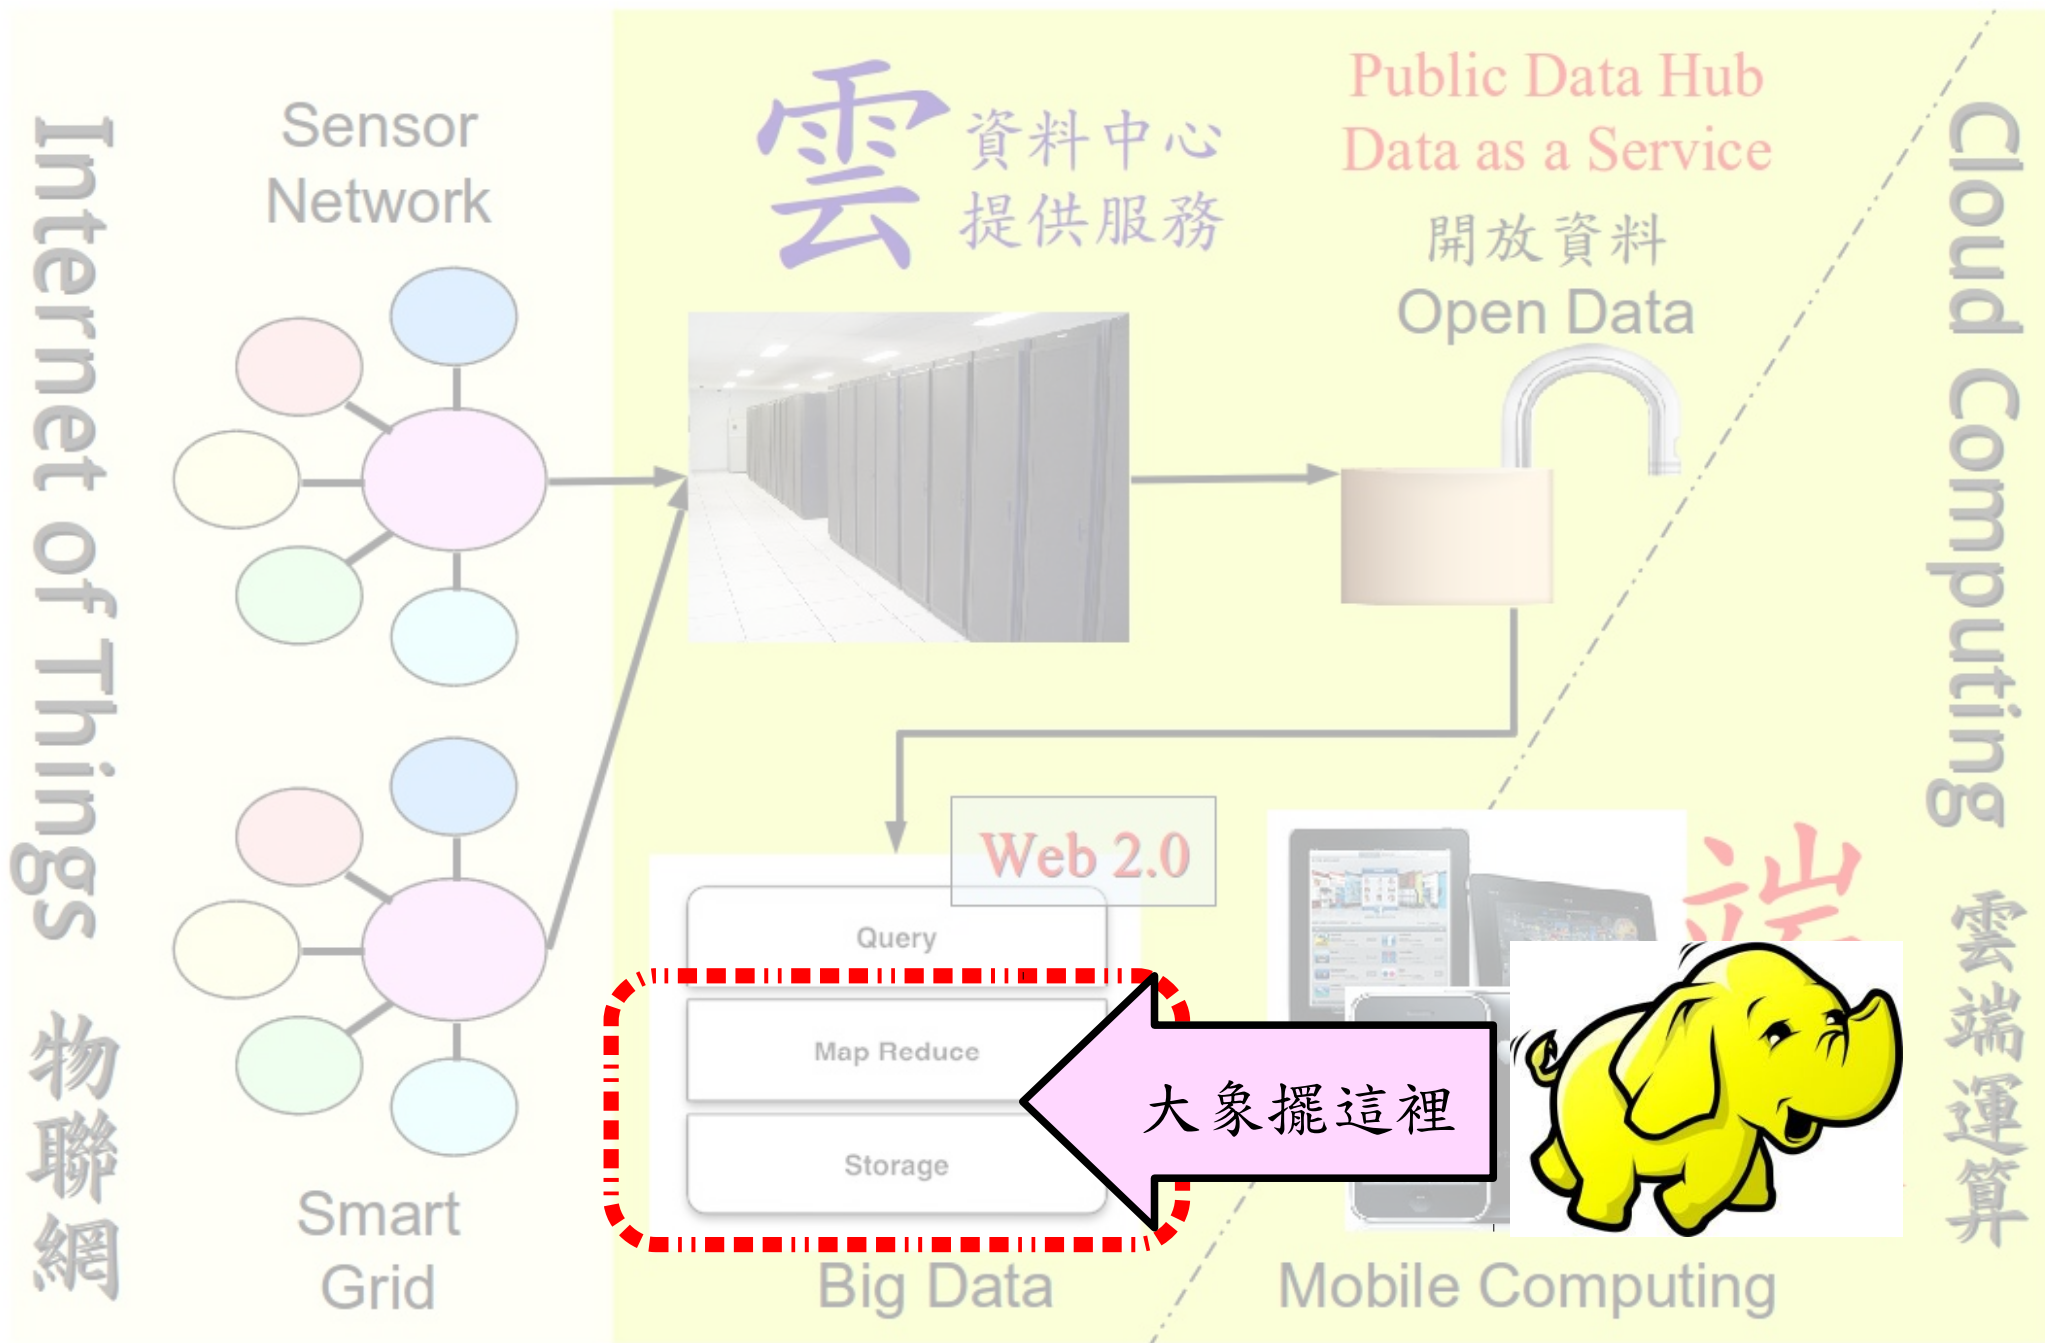 Internet of Things 物聯網
Sensor
Network
Smart
Grid
雲
資料中心
提供服務
Public Data Hub
Data as a Service
開放資料
Open Data
Web 2.0
Query
Map Reduce
Storage
Big Data
大象擺這裡
端
Mobile Computing
Cloud Computing 雲端運算